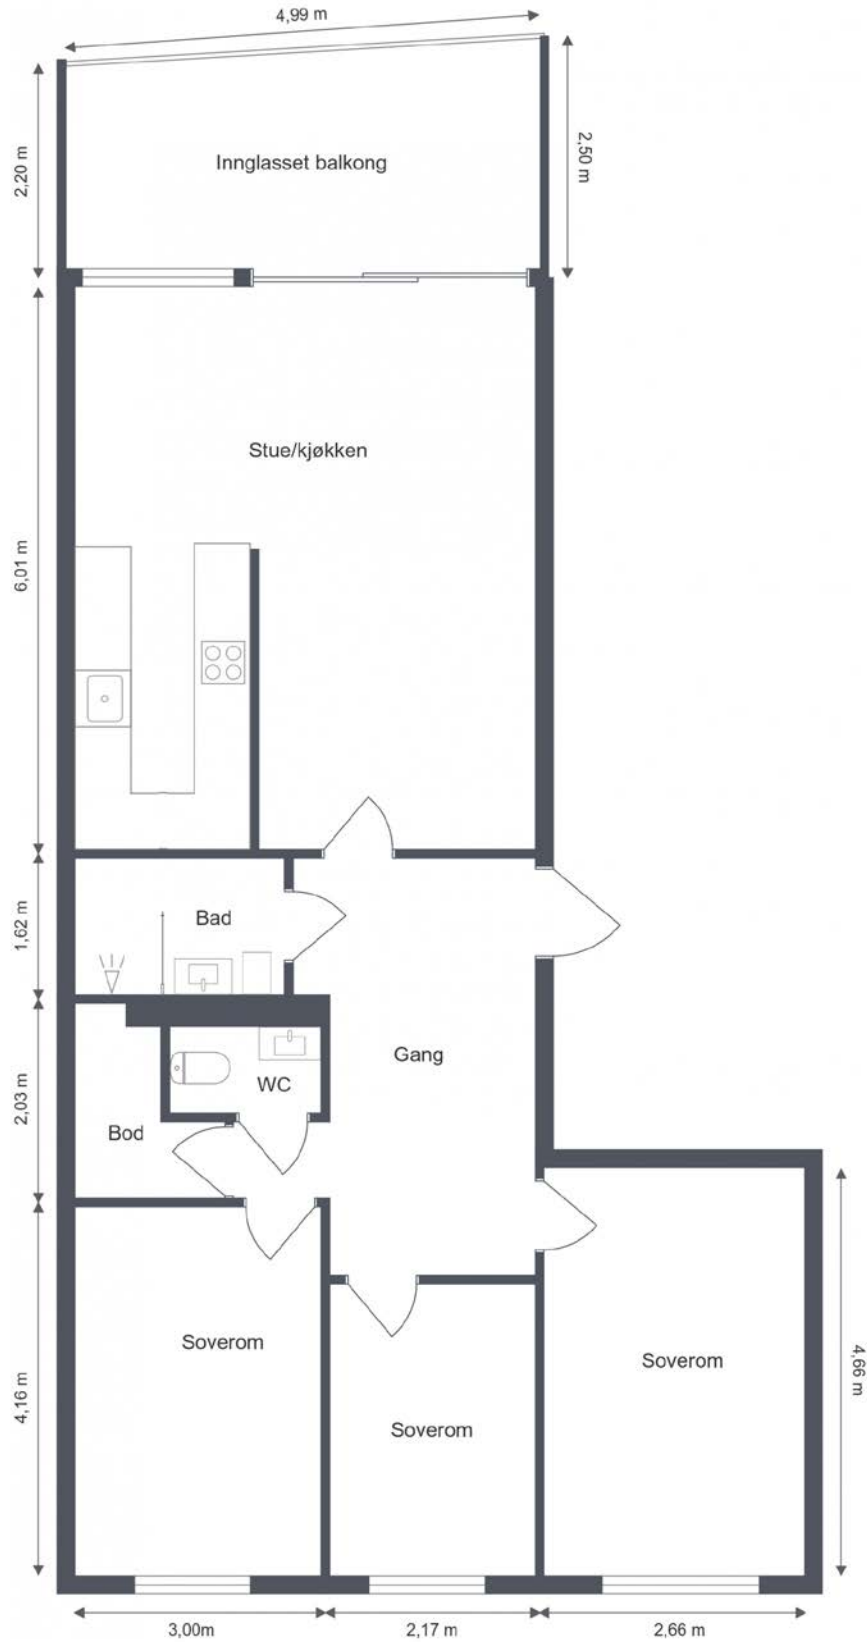 4,99 m
2,20 m
Innglasset balkong
2,50 m
Stue/kjøkken
6,01 m
Bad
1,62 m
Gang
WC
2,03 m
Bod
Soverom
Soverom
4,66 m
4,16 m
Soverom
3,00m
2,17 m
2,66 m